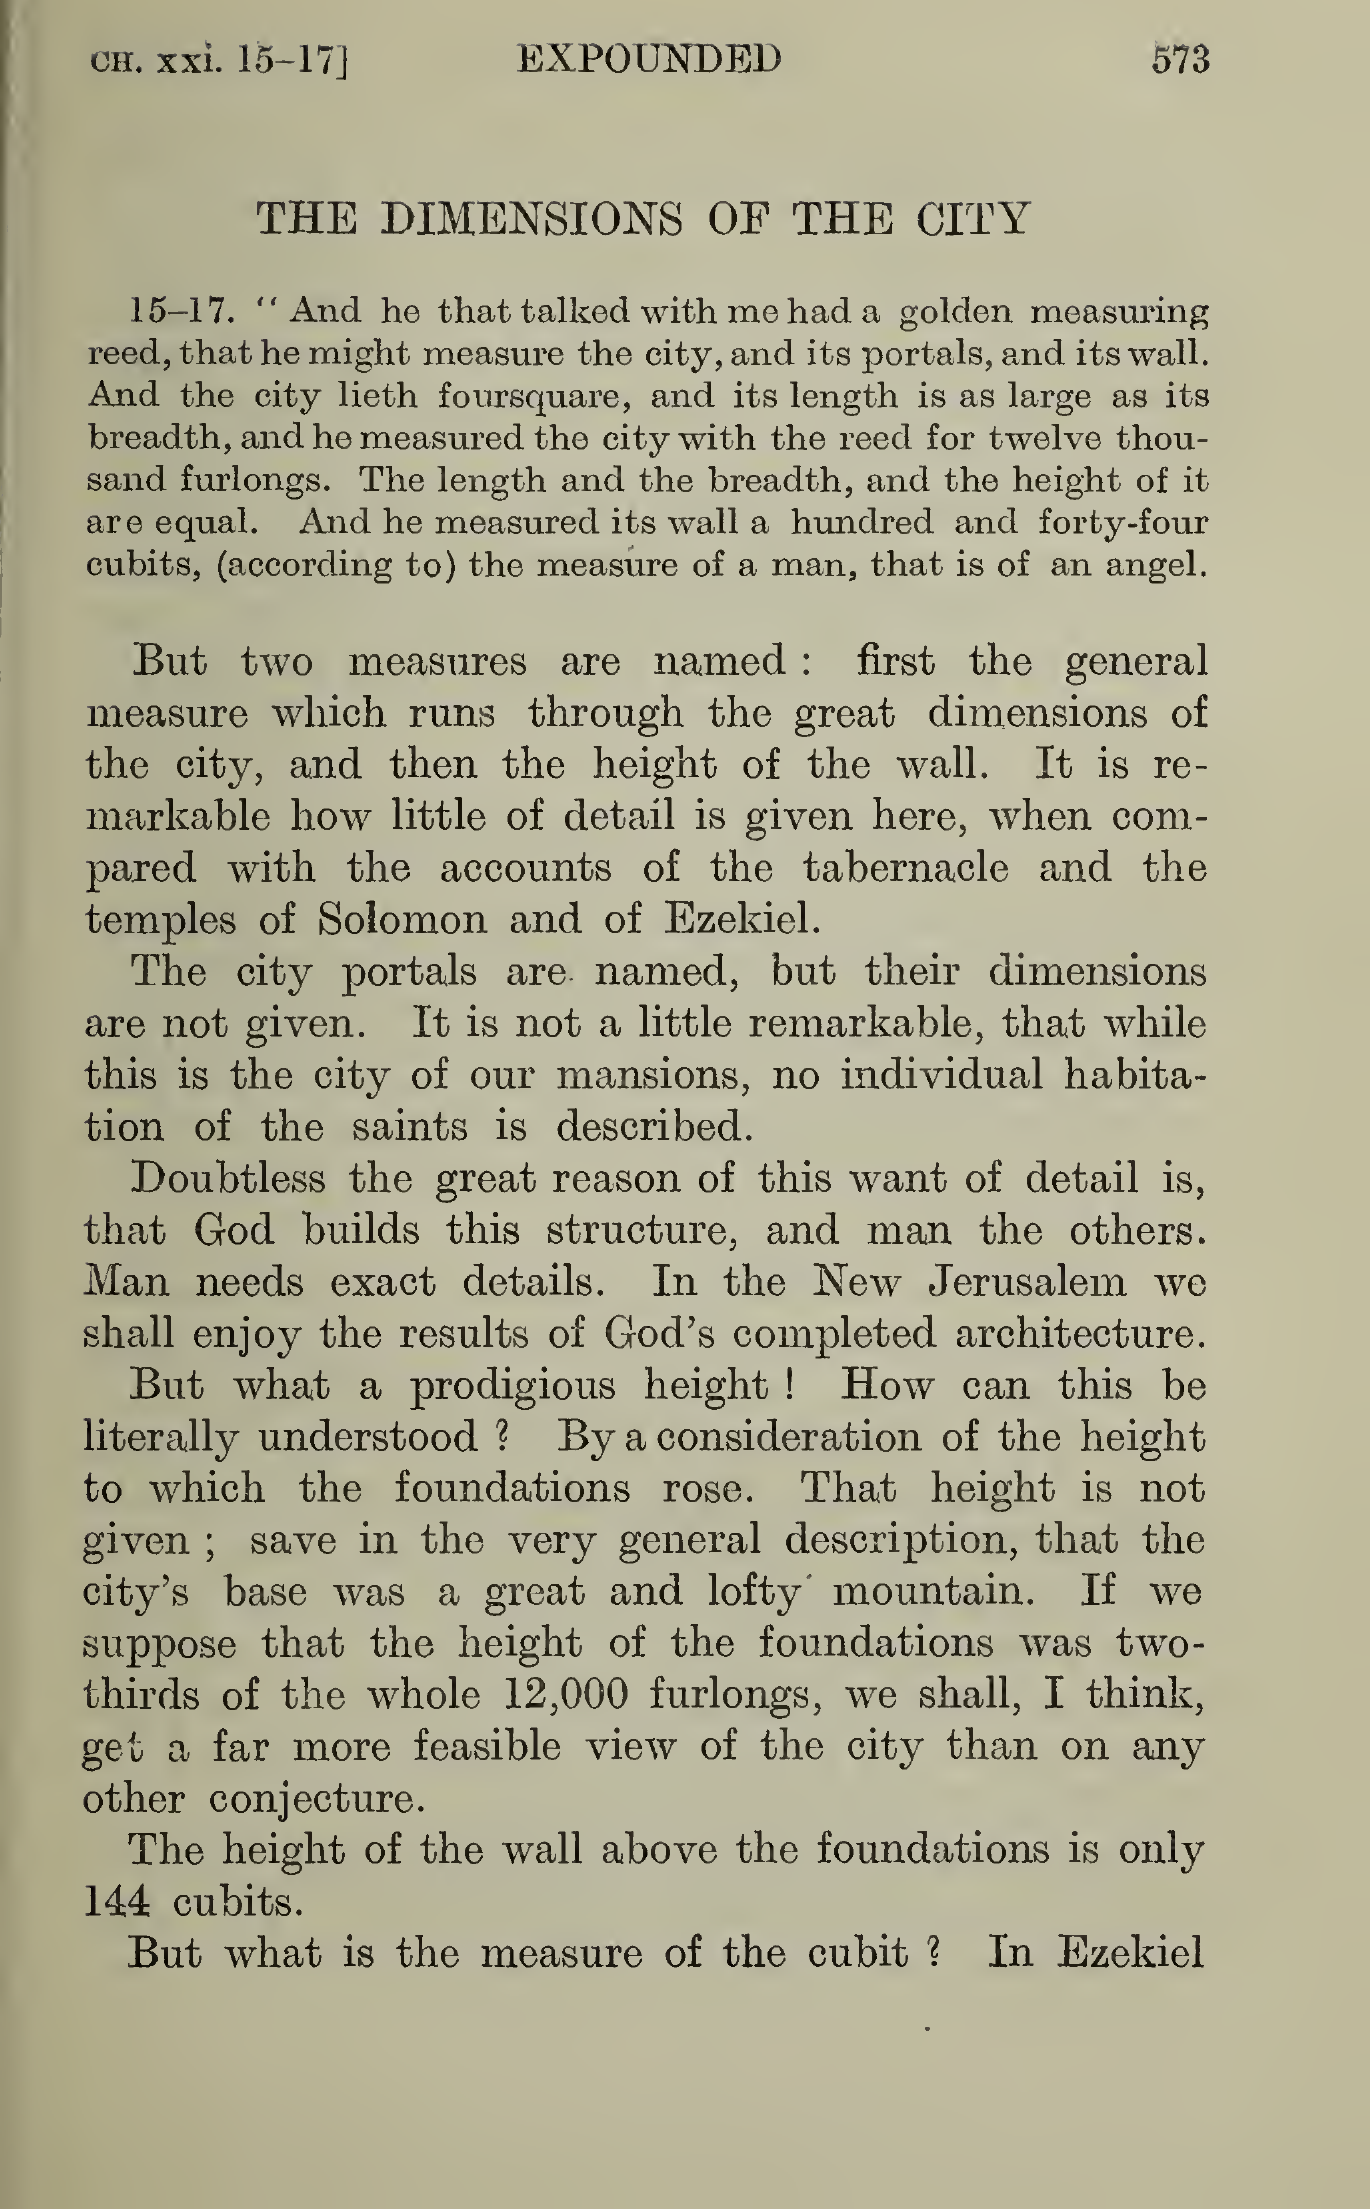 CH. xxi. 15–17] EXPOUNDED 573
THE DIMENSIONS OF THE CITY
15–17. “ And he that talked with me had a golden measuring
reed, that he might measure the city, and its portals, and its wall.
And the city lieth foursquare, and its length is as large as its
breadth, and he measured the city with the reed for twelve thou-
sand furlongs. The length and the breadth, and the height of it
are equal. And he measured its wall a hundred and forty-four
cubits, (according to) the measure of a man, that is of an angel.
But two measures are named : first the general
measure which runs through the great dimensions of
the city, and then the height of the wall. It is re-
markable how little of detail is given here, when com-
pared with the accounts of the tabernacle and the
temples of Solomon and of Ezekiel.
The city portals are named, but their dimensions
are not given. It is not a little remarkable, that while
this is the city of our mansions, no individual habita-
tion of the saints is described.
Doubtless the great reason of this want of detail is,
that God builds this structure, and man the others.
Man needs exact details. In the New Jerusalem we
shall enjoy the results of God’s completed architecture.
But what a prodigious height ! How can this be
literally understood ? By a consideration of the height
to which the foundations rose. That height is not
given ; save in the very general description, that the
city’s base was a great and lofty mountain. If we
suppose that the height of the foundations was two-
thirds of the whole 12,000 furlongs, we shall, I think,
get a far more feasible view of the city than on any
other conjecture.
The height of the wall above the foundations is only
144 cubits.
But what is the measure of the cubit ? In Ezekiel